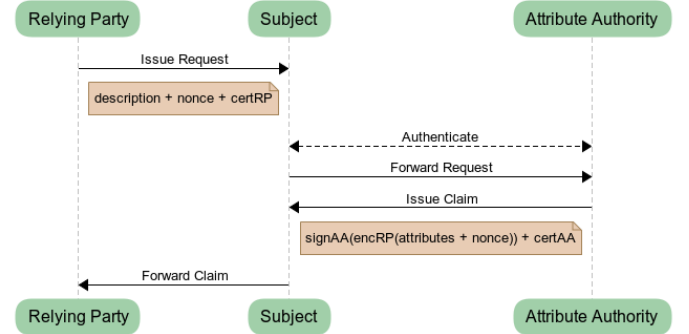 Relying Party
Subject
Attribute Authority
Issue Request
description + nonce + certRP
Authenticate
Forward Request
Issue Claim
signAA(encRP(attributes + nonce)) + certAA
Forward Claim
Relying Party
Subject
Attribute Authority